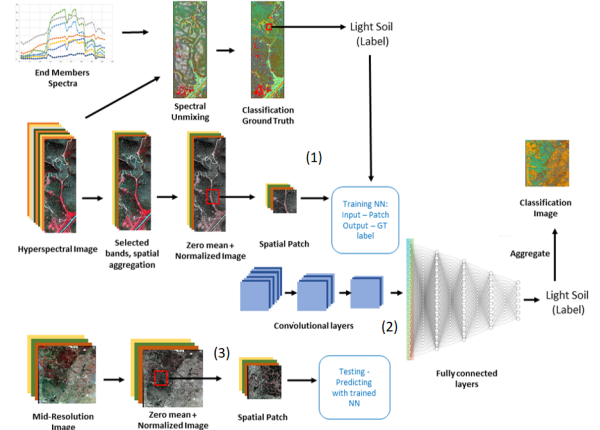 End Members
Spectra
Spectral
Unmixing
Classification
Ground Truth
Light Soil
(Label)
(1)
Hyperspectral Image
Selected
bands, spatial
aggregation
Zero mean +
Normalized Image
Spatial Patch
Training NN:
Input – Patch
Output – GT
label
Classification
Image
Aggregate
Convolutional layers
(2)
Fully connected
layers
Light Soil
(Label)
(3)
Mid-Resolution
Image
Zero mean +
Normalized Image
Spatial Patch
Testing -
Predicting
with trained
NN